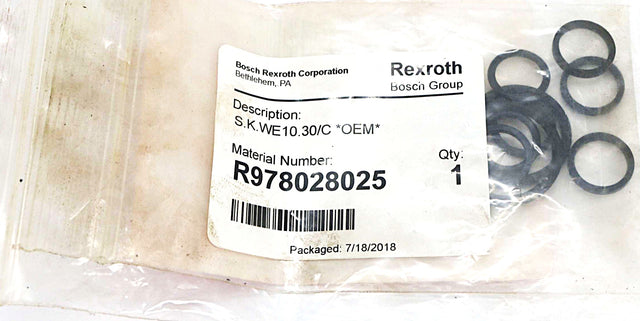 Bosch Rexroth Corporation
Bethlehem, PA
Rexroth
Bosch Group
Description:
S.K.WE10.30/C *OEM*
Material Number:
R978028025
Qty:
1
Packaged: 7/18/2018